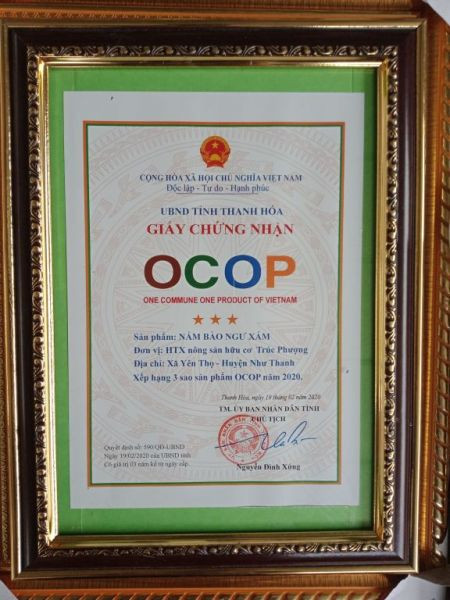 CỘNG HÒA XÃ HỘI CHỦ NGHĨA VIỆT NAM
Độc lập - Tự do - Hạnh phúc
UBND TỈNH THANH HÓA
GIẤY CHỨNG NHẬN
OCOP
ONE COMMUNE ONE PRODUCT OF VIETNAM
Sản phẩm: NẤM BÀO NGƯ XÁM
Đơn vị: HTX nông sản hữu cơ Trúc Phượng
Địa chỉ: Xã Yên Thọ - Huyện Như Thanh
Xếp hạng 3 sao sản phẩm OCOP năm 2020.
Thanh Hóa, ngày 19 tháng 02 năm 2020
TM. ỦY BAN NHÂN DÂN TỈNH
CHỦ TỊCH
Quyết định số: 590/QĐ-UBND
Ngày 19/02/2020 của UBND tỉnh
Có giá trị 03 năm kể từ ngày cấp.
Nguyễn Đình Xứng